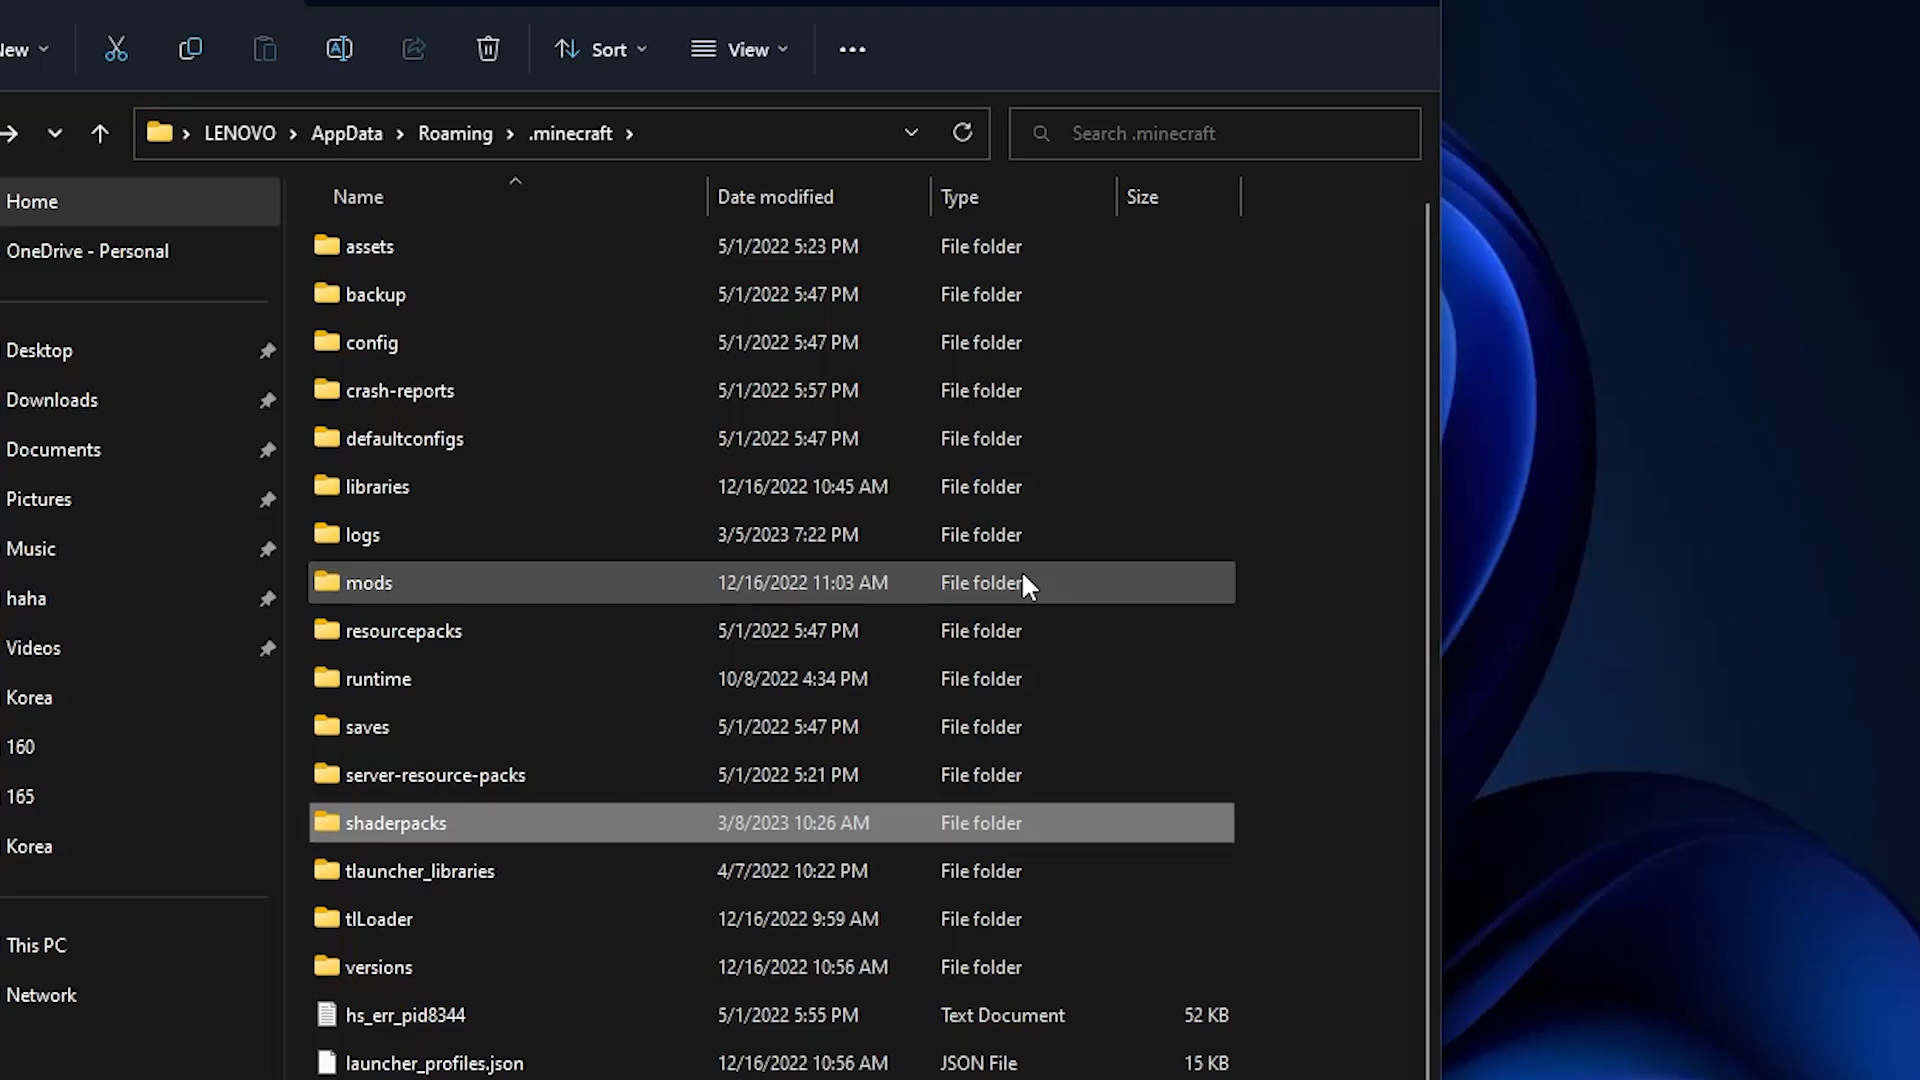 New Sort View
LENOVO AppData Roaming .minecraft Search .minecraft
Name Date modified Type Size
Home
OneDrive - Personal
Desktop
Downloads
Documents
Pictures
Music
haha
Videos
Korea
160
165
Korea
This PC
Network
assets 5/1/2022 5:23 PM File folder
backup 5/1/2022 5:47 PM File folder
config 5/1/2022 5:47 PM File folder
crash-reports 5/1/2022 5:57 PM File folder
defaultconfigs 5/1/2022 5:47 PM File folder
libraries 12/16/2022 10:45 AM File folder
logs 3/5/2023 7:22 PM File folder
mods 12/16/2022 11:03 AM File folder
resourcepacks 5/1/2022 5:47 PM File folder
runtime 10/8/2022 4:34 PM File folder
saves 5/1/2022 5:47 PM File folder
server-resource-packs 5/1/2022 5:21 PM File folder
shaderpacks 3/8/2023 10:26 AM File folder
tlauncher_libraries 4/7/2022 10:22 PM File folder
tlLoader 12/16/2022 9:59 AM File folder
versions 12/16/2022 10:56 AM File folder
hs_err_pid8344 5/1/2022 5:55 PM Text Document 52 KB
launcher_profiles.json 12/16/2022 10:56 AM JSON File 15 KB